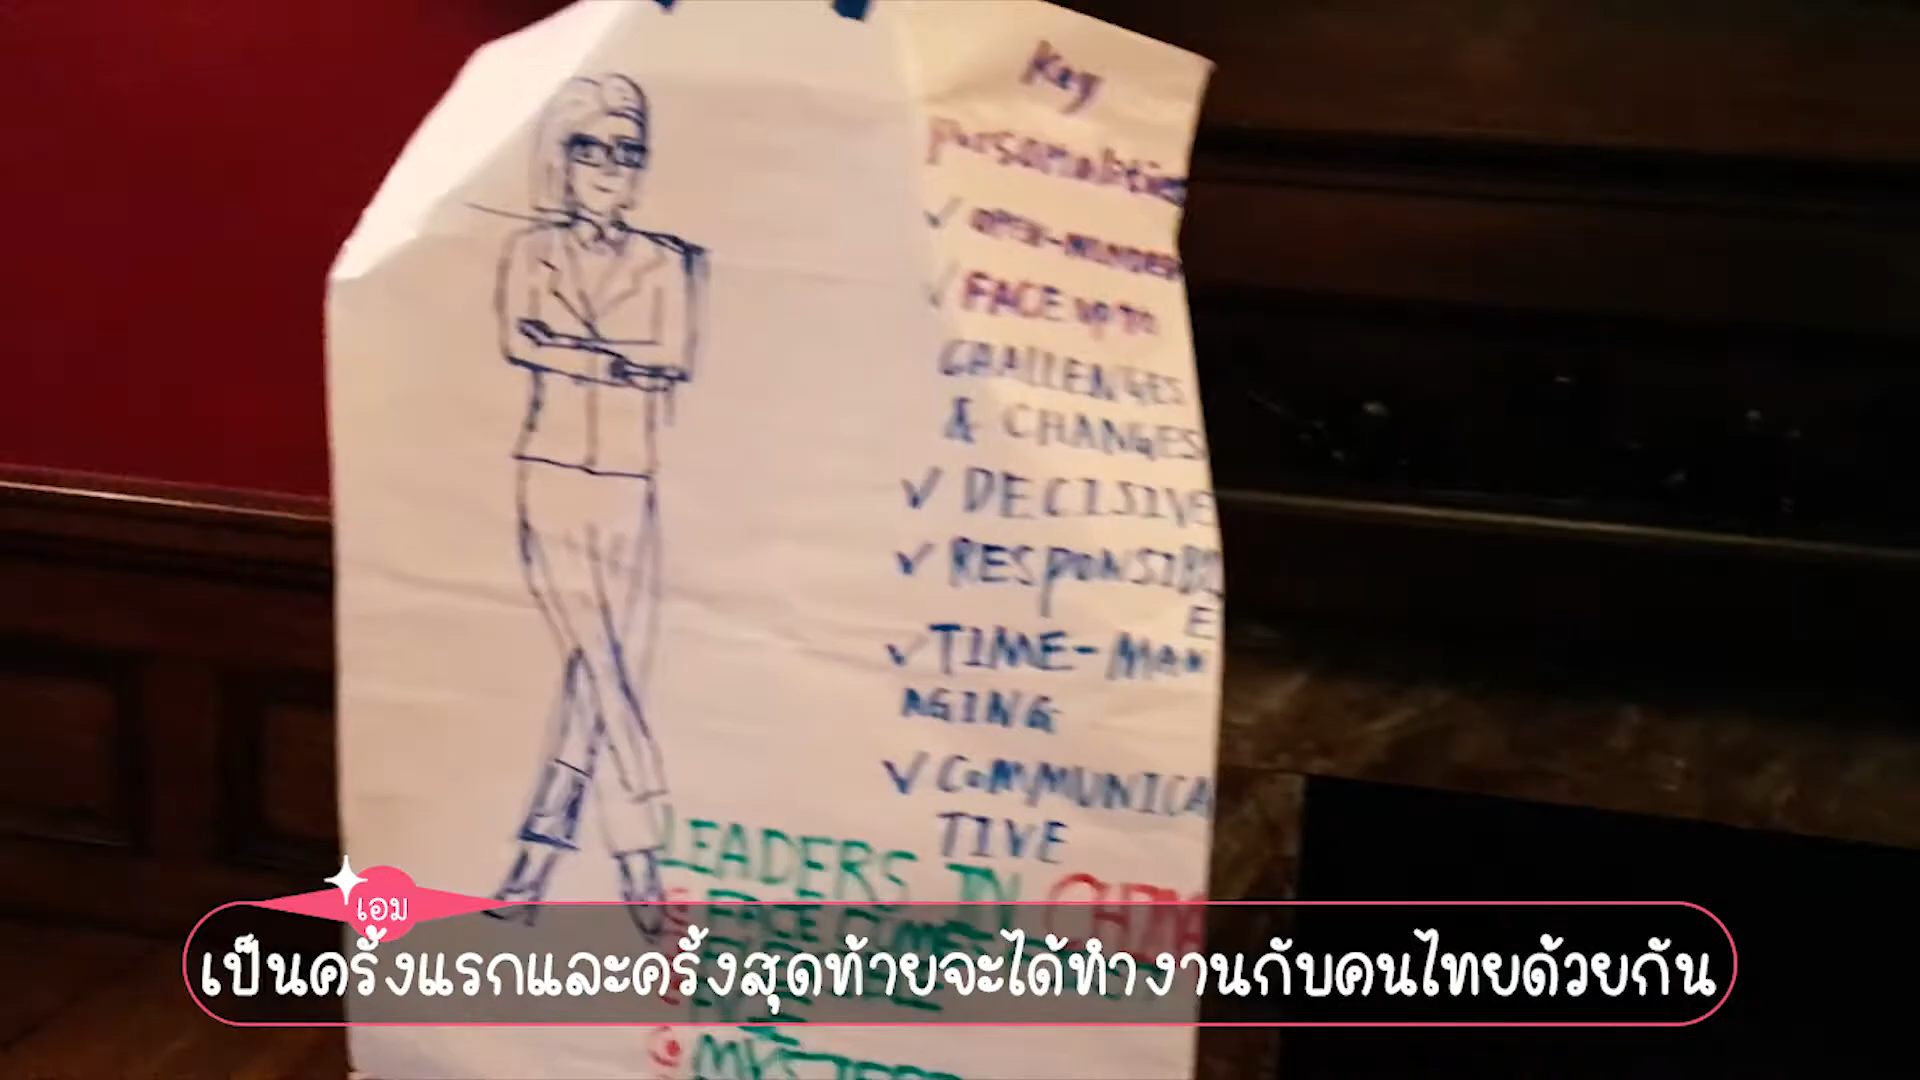 Key
personalities
✓ OPEN-MINDED
✓ FACE UP TO
CHALLENGES
& CHANGES
✓ DECISIVE
✓ RESPONSIBL
E
✓ TIME-MAN
AGING
✓ COMMUNICA
TIVE
LEADERS IN CHINA
FACE
เอม
เป็นครั้งแรกและครั้งสุดท้ายจะได้ทำงานกับคนไทยด้วยกัน